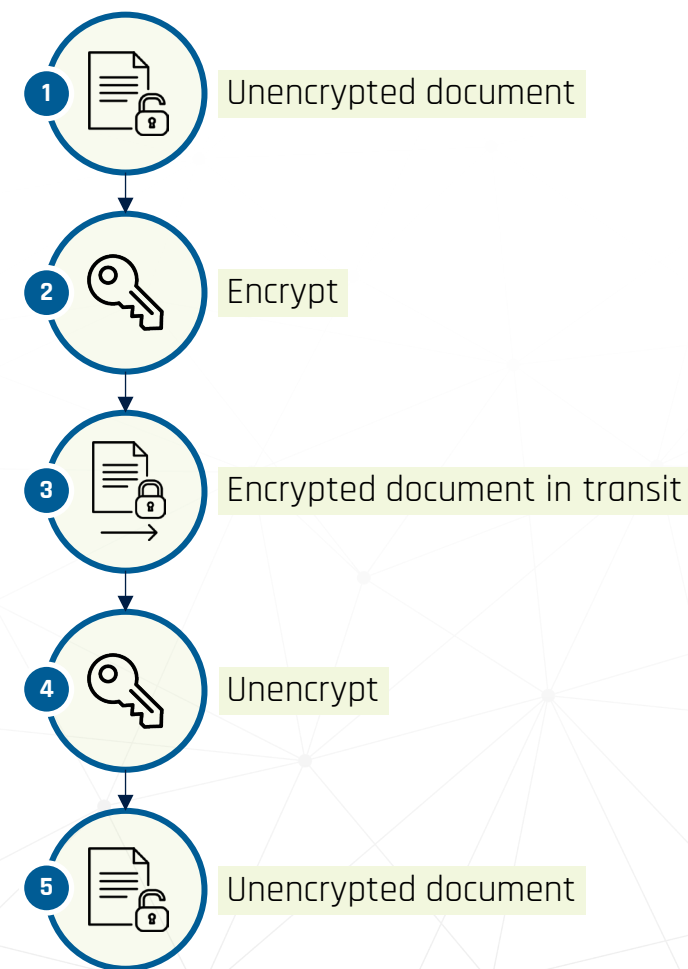 1 Unencrypted document
2 Encrypt
3 Encrypted document in transit
4 Unencrypt
5 Unencrypted document